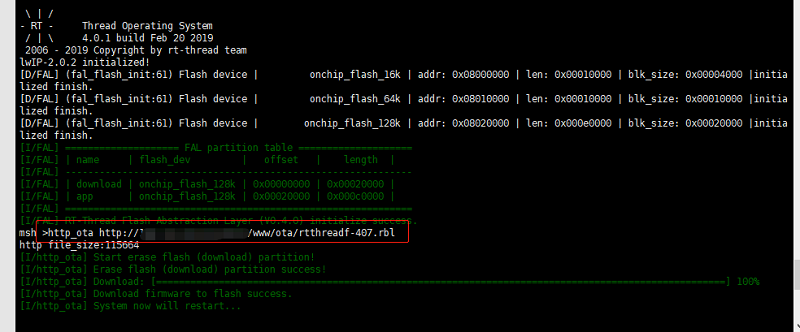 \ | /
- RT -     Thread Operating System
/ | \     4.0.1 build Feb 20 2019
2006 - 2019 Copyright by rt-thread team
lwIP-2.0.2 initialized!
[D/FAL] (fal_flash_init:61) Flash device |         onchip_flash_16k | addr: 0x08000000 | len: 0x00010000 | blk_size: 0x00004000 |initia
lized finish.
[D/FAL] (fal_flash_init:61) Flash device |         onchip_flash_64k | addr: 0x08010000 | len: 0x00010000 | blk_size: 0x00010000 |initia
lized finish.
[D/FAL] (fal_flash_init:61) Flash device |        onchip_flash_128k | addr: 0x08020000 | len: 0x000e0000 | blk_size: 0x00020000 |initia
lized finish.
[I/FAL] ==================== FAL partition table ====================
[I/FAL] | name     | flash_dev         |   offset   |   length   |
[I/FAL] -------------------------------------------------------------
[I/FAL] | download | onchip_flash_128k | 0x00000000 | 0x00020000 |
[I/FAL] | app      | onchip_flash_128k | 0x00020000 | 0x000c0000 |
[I/FAL] =============================================================
[I/FAL] RT-Thread Flash Abstraction Layer (V0.4.0) initialize success.
msh >http_ota http:// /www/ota/rtthreadf-407.rbl
http file_size:115664
[I/http_ota] Start erase flash (download) partition!
[I/http_ota] Erase flash (download) partition success!
[I/http_ota] Download: [====================================================================================================] 100%
[I/http_ota] Download firmware to flash success.
[I/http_ota] System now will restart...